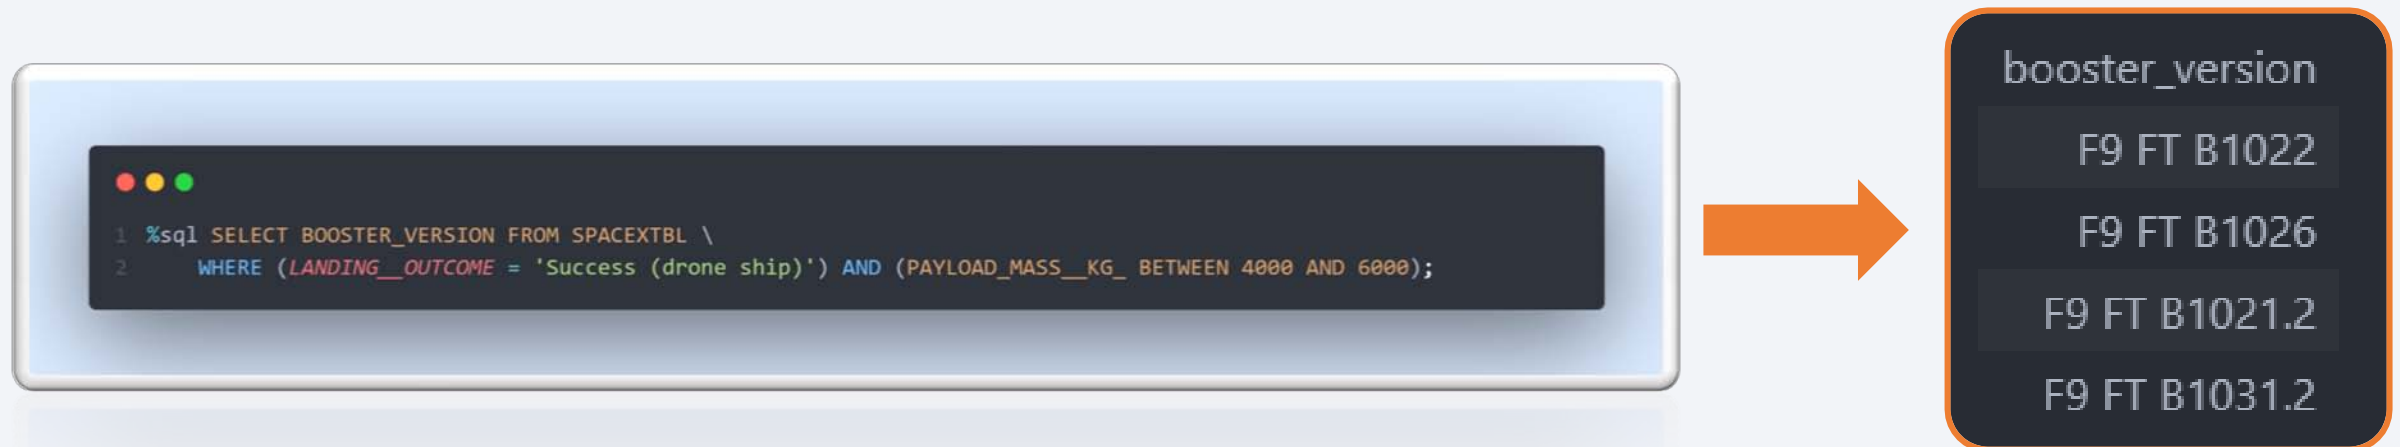 1 %sql SELECT BOOSTER_VERSION FROM SPACEXTBL \
2 WHERE (LANDING__OUTCOME = 'Success (drone ship)') AND (PAYLOAD_MASS__KG_ BETWEEN 4000 AND 6000);
booster_version
F9 FT B1022
F9 FT B1026
F9 FT B1021.2
F9 FT B1031.2